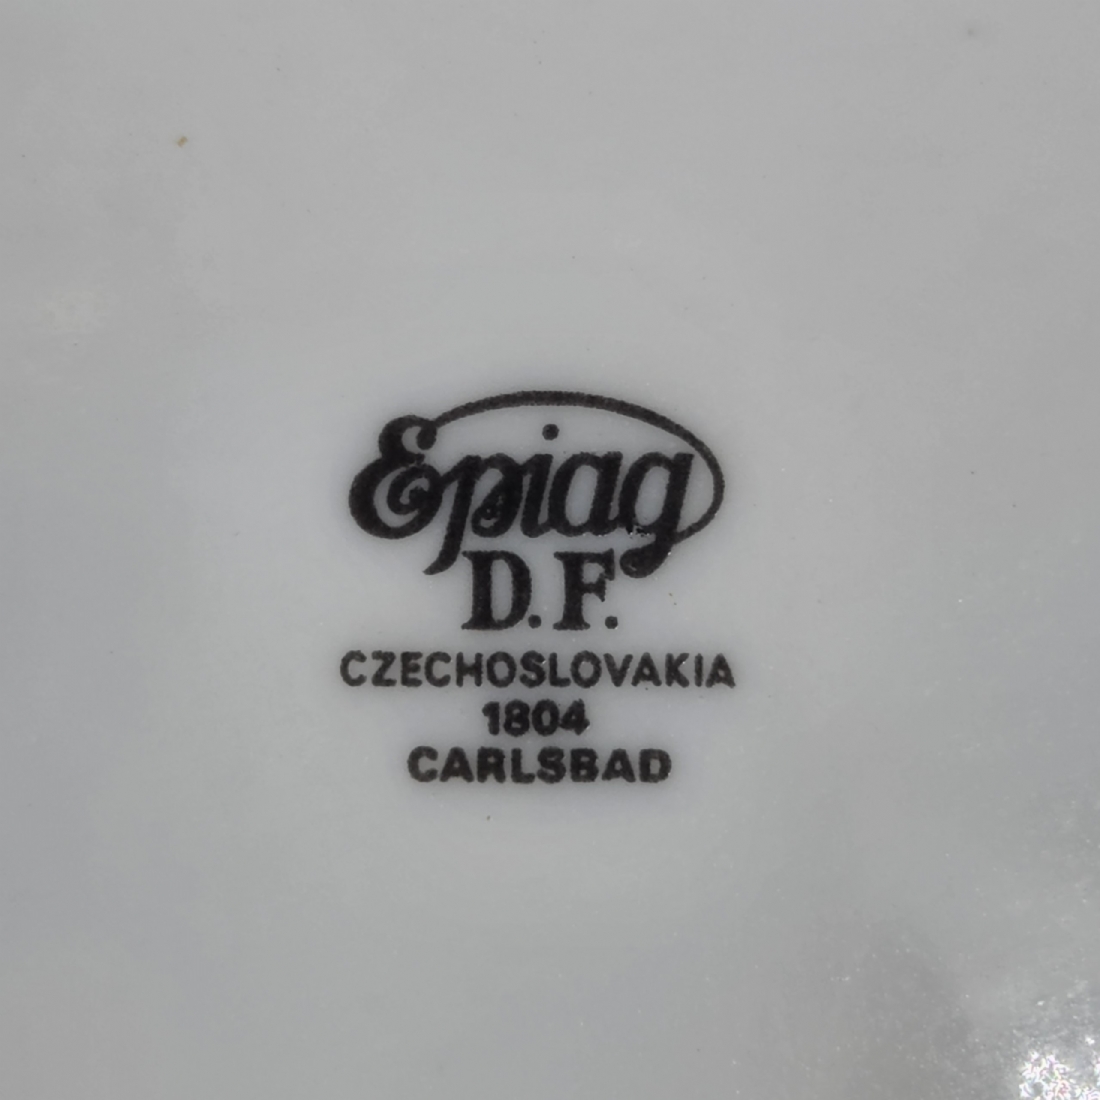 Epiag
D.F.
CZECHOSLOVAKIA
1804
CARLSBAD